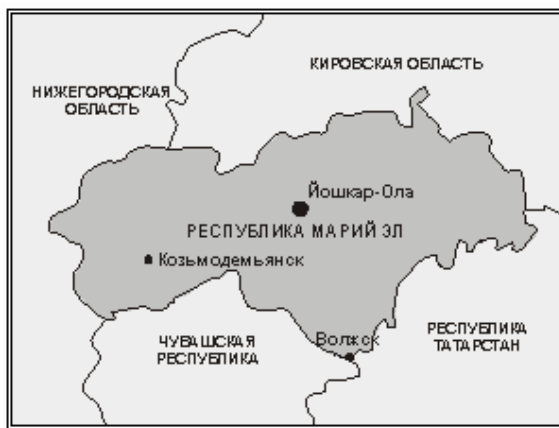 КИРОВСКАЯ ОБЛАСТЬ
НИЖЕГОРОДСКАЯ
ОБЛАСТЬ
Йошкар-Ола
РЕСПУБЛИКА МАРИЙ ЭЛ
Козьмодемьянск
ЧУВАШСКАЯ
РЕСПУБЛИКА
Волжск
РЕСПУБЛИКА
ТАТАРСТАН